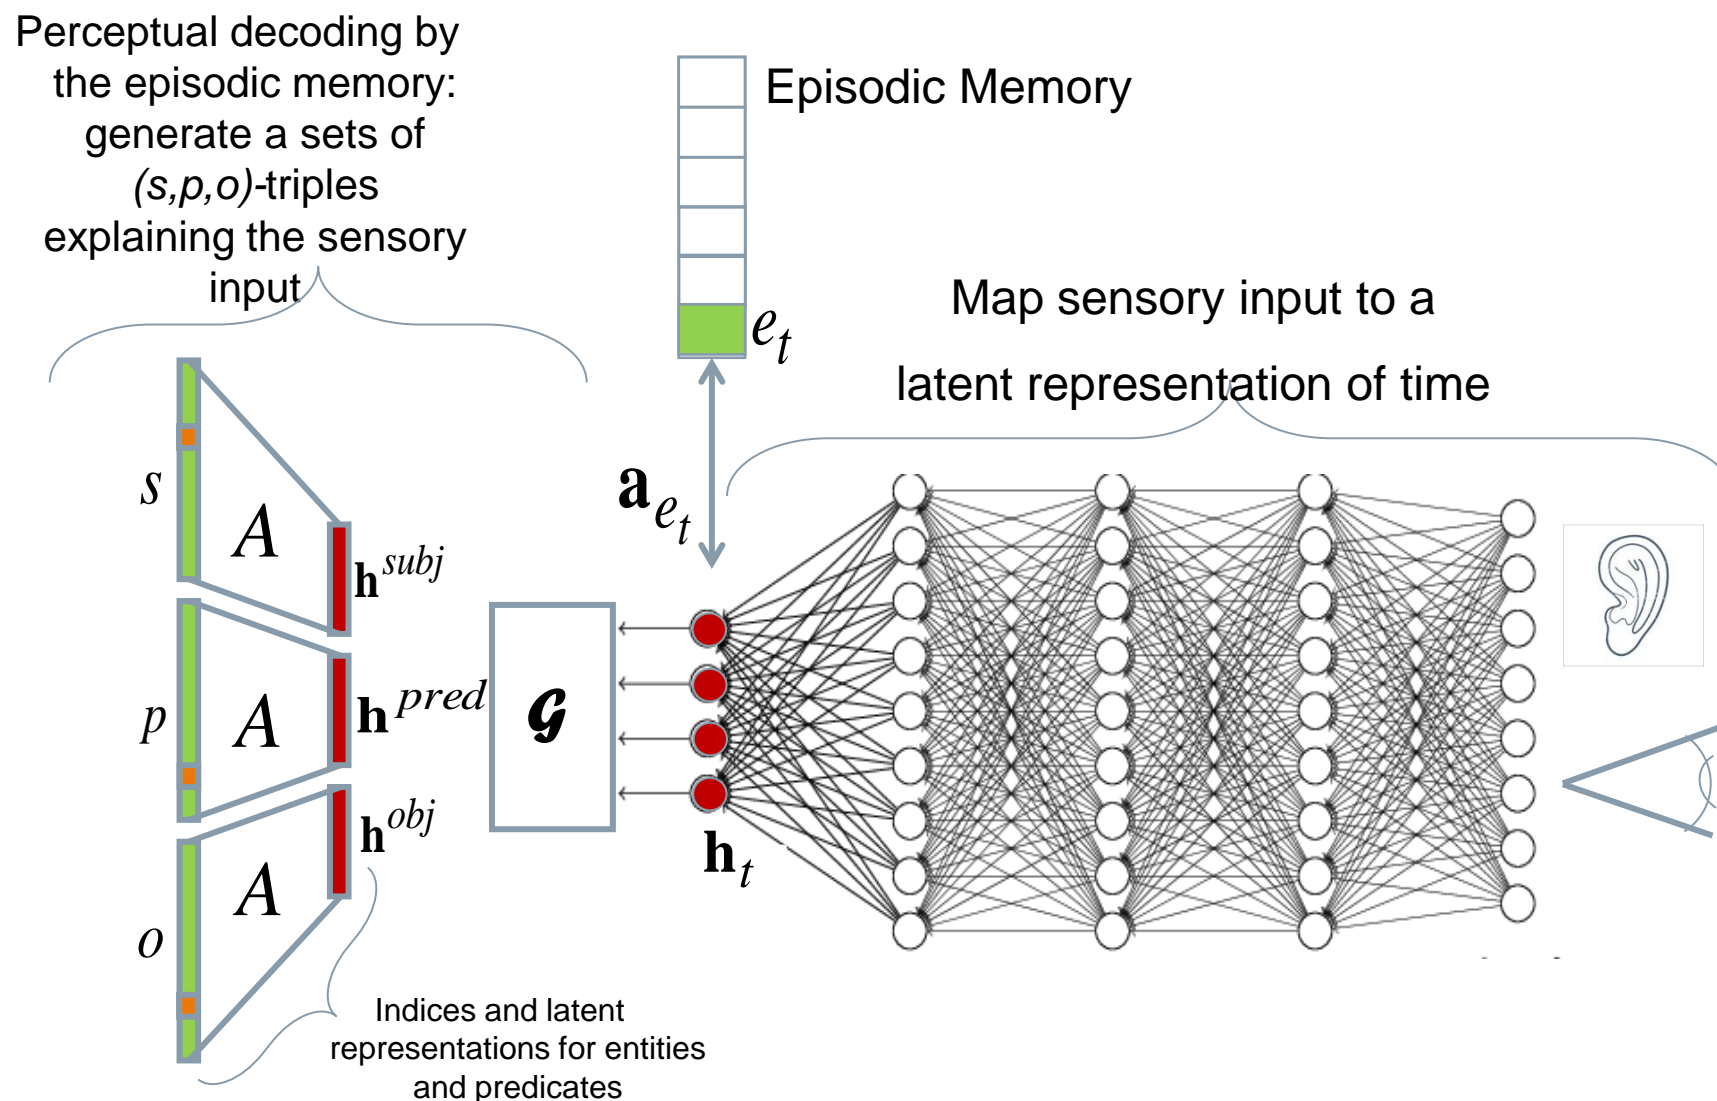 Perceptual decoding by
the episodic memory:
generate a sets of
(s,p,o)-triples
explaining the sensory
input
Episodic Memory
e_t
Map sensory input to a
latent representation of time
a_{e_t}
s
A
h^{subj}
p
A
h^{pred}
G
h_t
o
A
h^{obj}
Indices and latent
representations for entities
and predicates